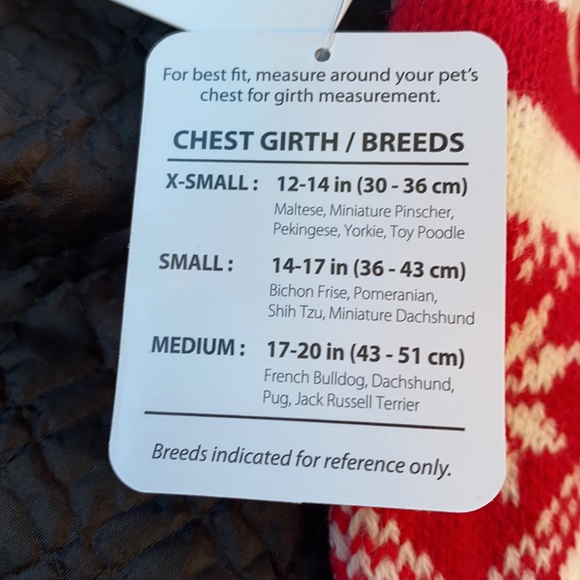 For best fit, measure around your pet's
chest for girth measurement.
CHEST GIRTH / BREEDS
X-SMALL: 12-14 in (30 - 36 cm)
Maltese, Miniature Pinscher,
Pekingese, Yorkie, Toy Poodle
SMALL: 14-17 in (36 - 43 cm)
Bichon Frise, Pomeranian,
Shih Tzu, Miniature Dachshund
MEDIUM: 17-20 in (43 - 51 cm)
French Bulldog, Dachshund,
Pug, Jack Russell Terrier
Breeds indicated for reference only.